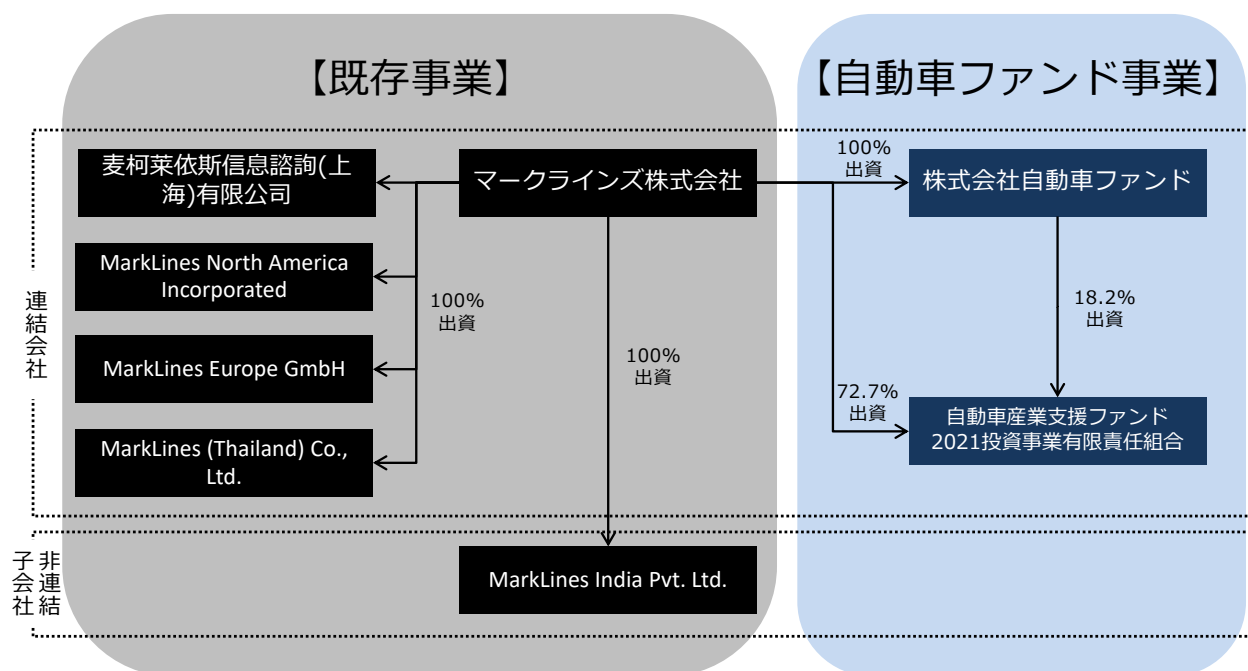 【既存事業】
【自動車ファンド事業】
連結会社
麦柯莱依斯信息諮詢(上
海)有限公司
マークラインズ株式会社
100%
出資
株式会社自動車ファンド
MarkLines North America
Incorporated
100%
出資
18.2%
出資
MarkLines Europe GmbH
100%
出資
72.7%
出資
自動車産業支援ファンド
2021投資事業有限責任組合
MarkLines (Thailand) Co.,
Ltd.
非連結
子会社
MarkLines India Pvt. Ltd.